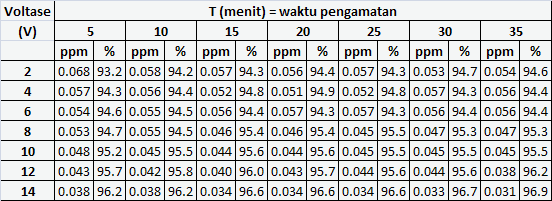 Voltase (V) T (menit) = waktu pengamatan
5 10 15 20 25 30 35
ppm % ppm % ppm % ppm % ppm % ppm % ppm %
2 0.068 93.2 0.058 94.2 0.057 94.3 0.056 94.4 0.057 94.3 0.053 94.7 0.054 94.6
4 0.057 94.3 0.056 94.4 0.052 94.8 0.051 94.9 0.052 94.8 0.057 94.3 0.056 94.4
6 0.054 94.6 0.055 94.5 0.056 94.4 0.057 94.3 0.057 94.3 0.056 94.4 0.056 94.4
8 0.053 94.7 0.055 94.5 0.046 95.4 0.046 95.4 0.045 95.5 0.047 95.3 0.047 95.3
10 0.048 95.2 0.045 95.5 0.044 95.6 0.044 95.6 0.045 95.5 0.045 95.5 0.045 95.5
12 0.043 95.7 0.042 95.8 0.040 96.0 0.043 95.7 0.044 95.6 0.044 95.6 0.038 96.2
14 0.038 96.2 0.038 96.2 0.034 96.6 0.034 96.6 0.034 96.6 0.033 96.7 0.031 96.9